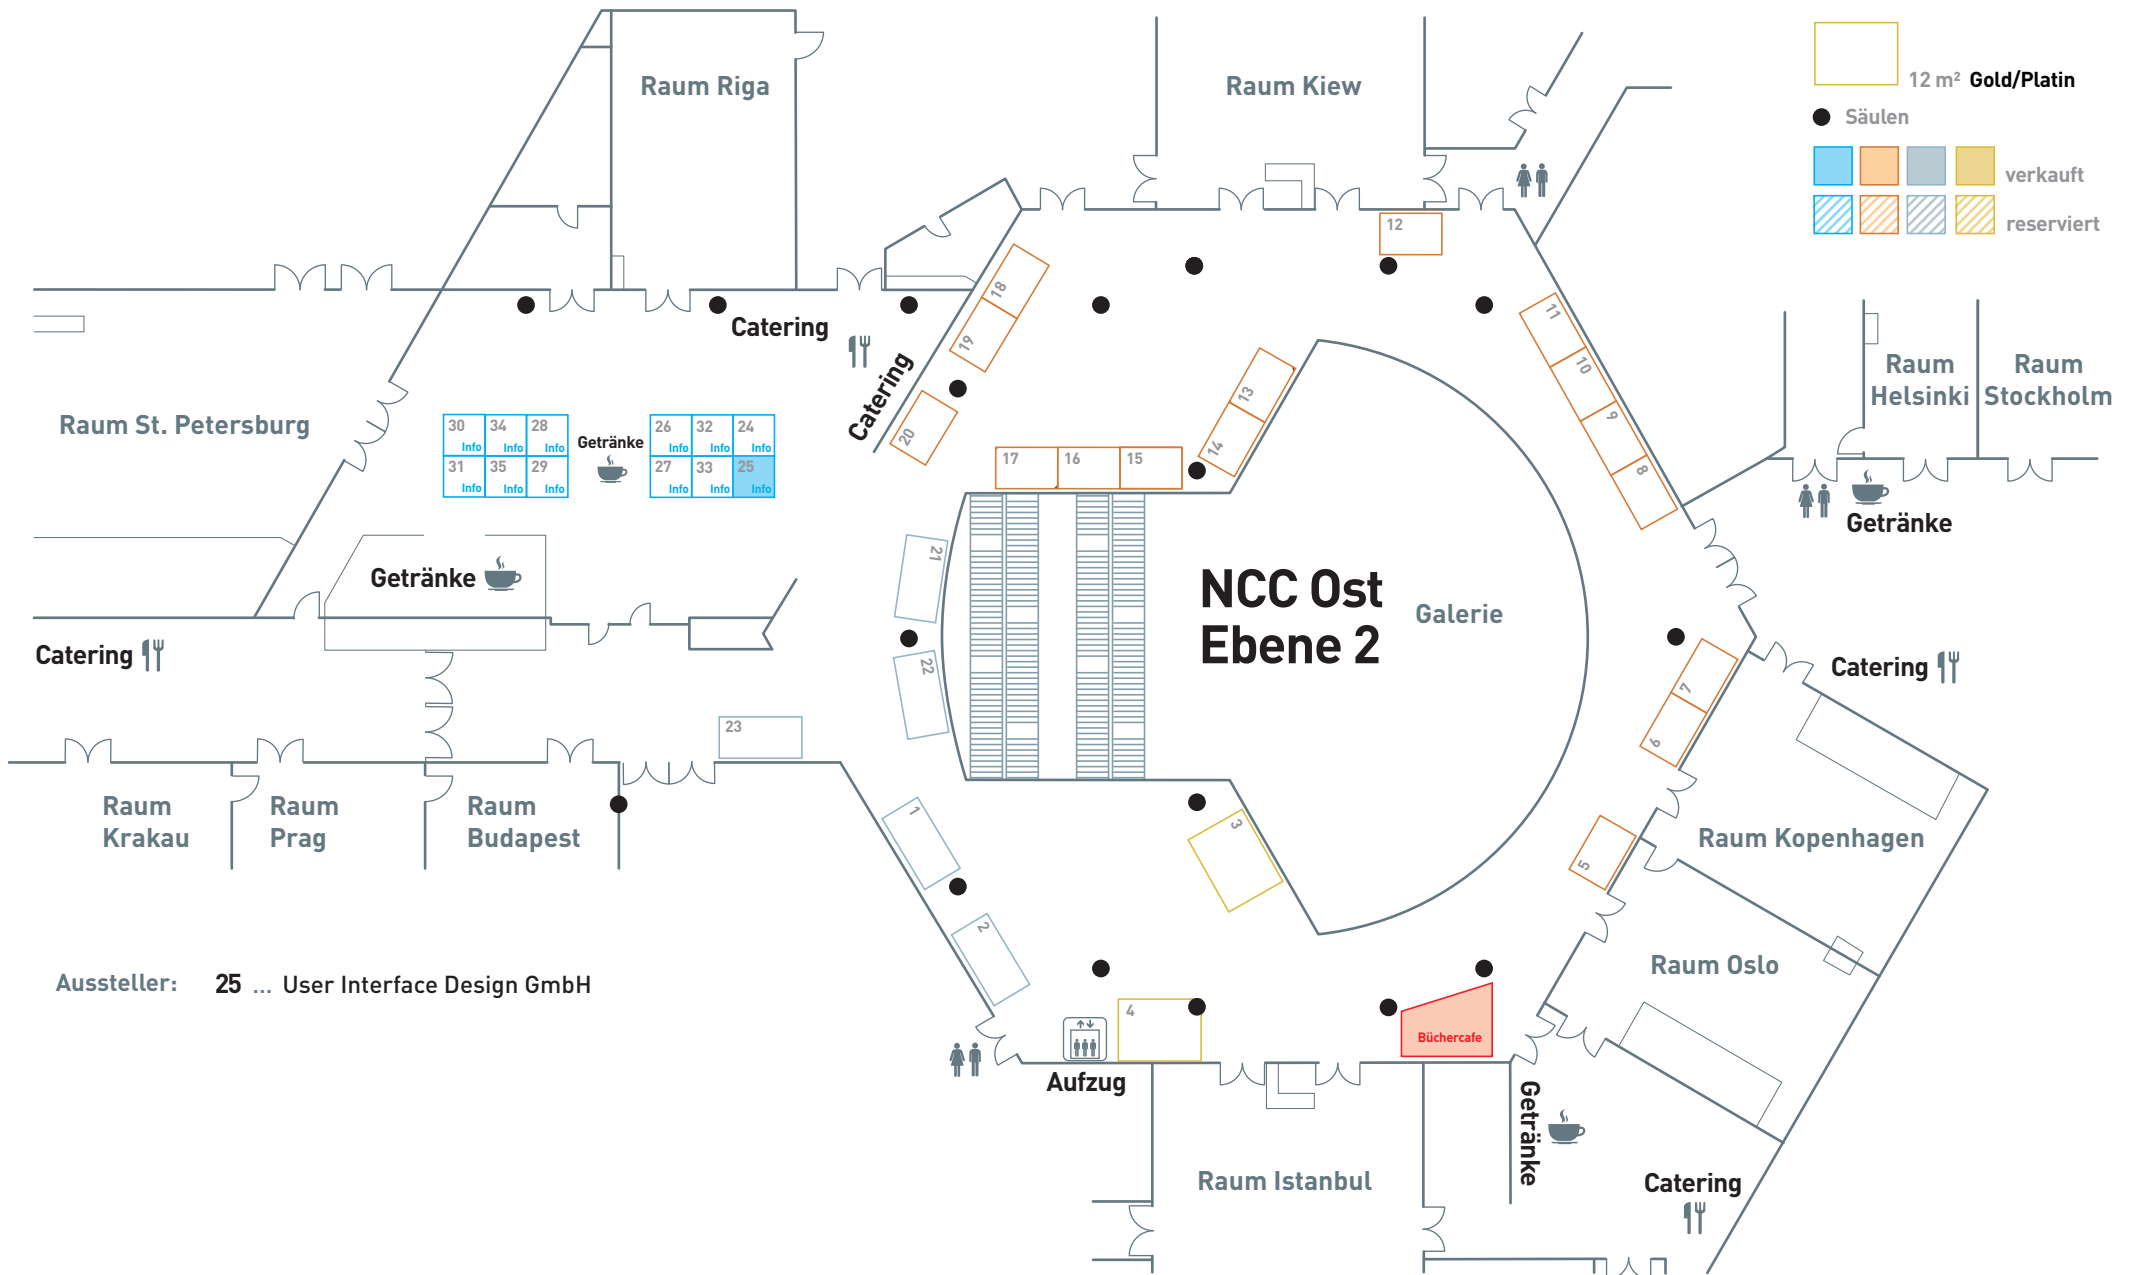 Raum Riga
Raum Kiew
12 m² Gold/Platin
Säulen
verkauft
reserviert
12
18
11
19
Catering
Catering
10
Raum
Helsinki
Raum
Stockholm
13
9
Raum St. Petersburg
30
34
28
Info
Info
Info
31
35
29
Info
Info
Info
Getränke
26
32
24
Info
Info
Info
27
33
25
Info
Info
Info
20
14
17
16
15
8
Getränke
21
Getränke
NCC Ost
Ebene 2
Galerie
22
Catering
Catering
7
6
23
1
3
5
Raum
Krakau
Raum
Prag
Raum
Budapest
Raum Kopenhagen
2
Raum Oslo
Aussteller: 25 ... User Interface Design GmbH
4
Büchercafe
Aufzug
Getränke
Raum Istanbul
Catering